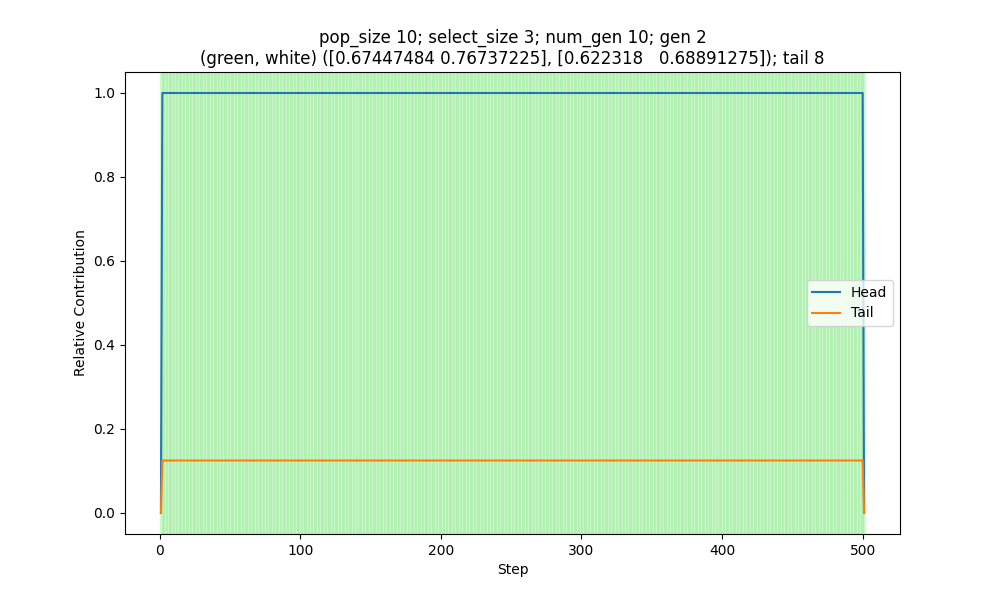 pop_size 10; select_size 3; num_gen 10; gen 2
(green, white) ([0.67447484 0.76737225], [0.622318   0.68891275]); tail 8
1.0
0.8
0.6
0.4
0.2
0.0
Relative Contribution
Head
Tail
0
100
200
300
400
500
Step